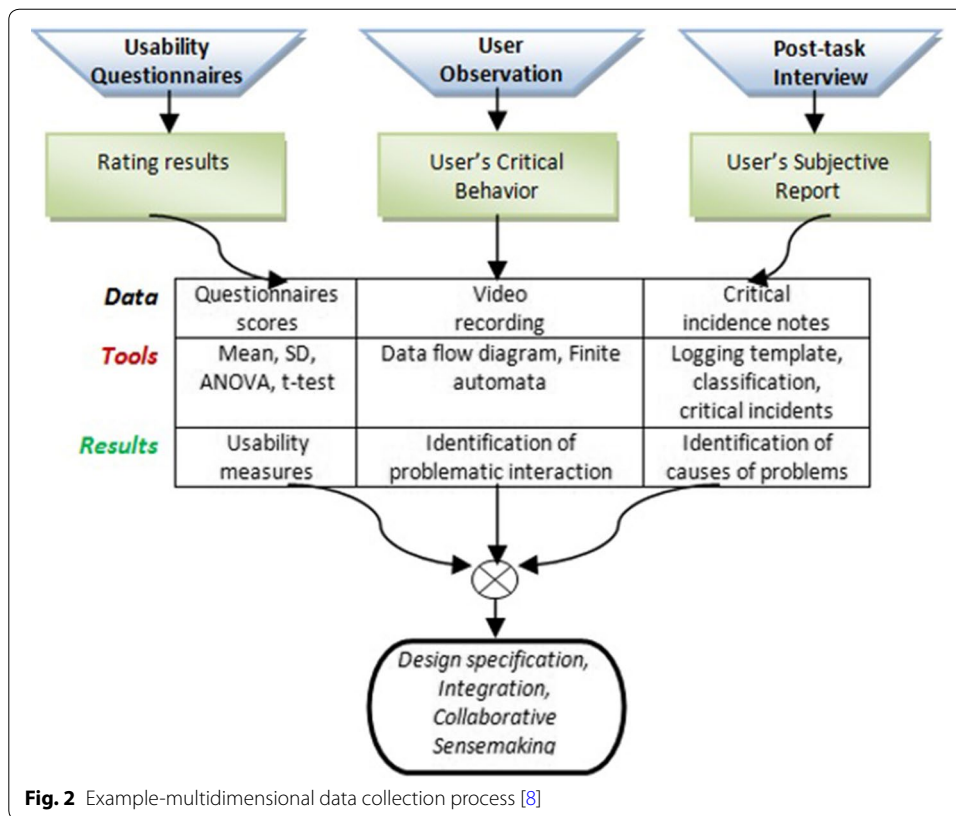 Usability
Questionnaires
User
Observation
Post-task
Interview
Rating results
User's Critical
Behavior
User's Subjective
Report
Data
Questionnaires
scores
Video
recording
Critical
incidence notes
Tools
Mean, SD,
ANOVA, t-test
Data flow diagram, Finite
automata
Logging template,
classification,
critical incidents
Results
Usability
measures
Identification of
problematic interaction
Identification of
causes of problems
Design specification,
Integration,
Collaborative
Sensemaking
Fig. 2 Example-multidimensional data collection process [8]